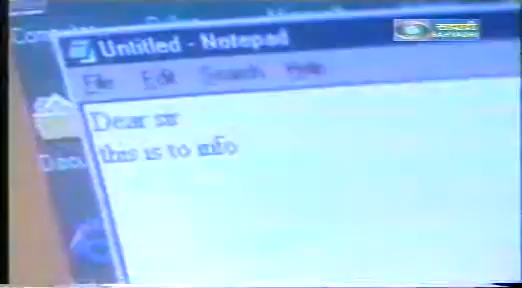 Untitled - Notepad
File Edit Search Help
Dear sir
this is to info